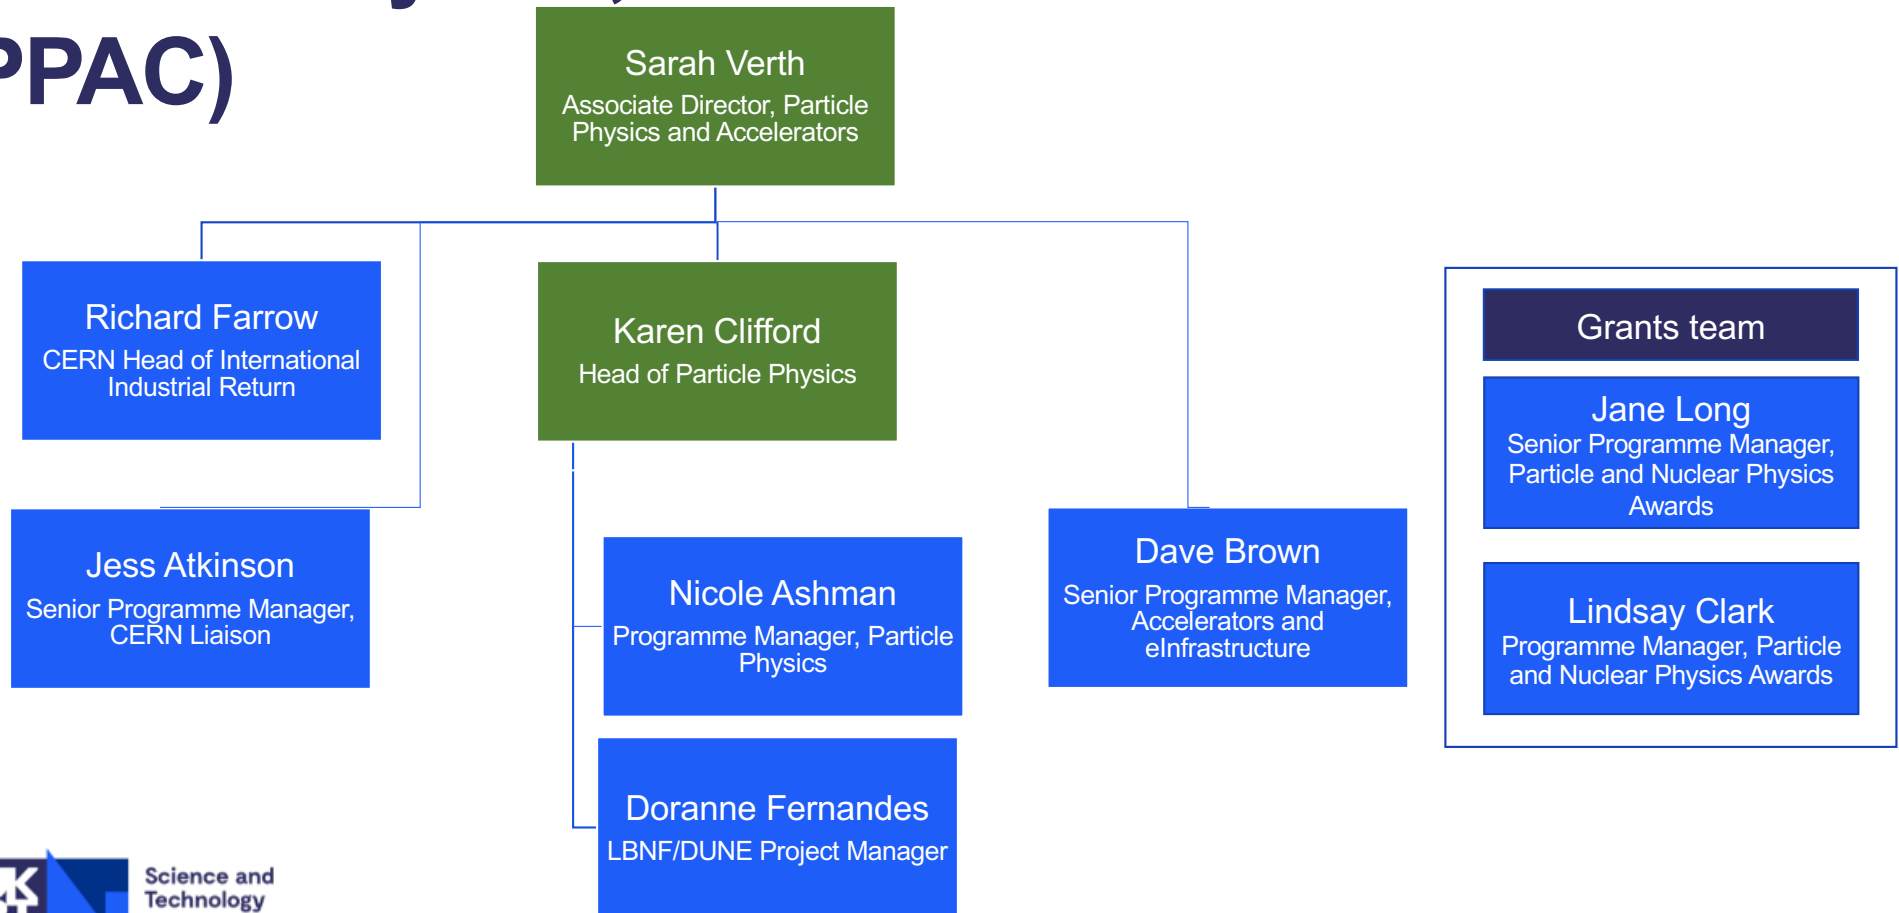 PPAC)
Sarah Verth
Associate Director, Particle
Physics and Accelerators
Richard Farrow
CERN Head of International
Industrial Return
Karen Clifford
Head of Particle Physics
Grants team
Jane Long
Senior Programme Manager,
Particle and Nuclear Physics
Awards
Jess Atkinson
Senior Programme Manager,
CERN Liaison
Nicole Ashman
Programme Manager, Particle
Physics
Dave Brown
Senior Programme Manager,
Accelerators and
eInfrastructure
Lindsay Clark
Programme Manager, Particle
and Nuclear Physics Awards
Doranne Fernandes
LBNF/DUNE Project Manager
Science and
Technology